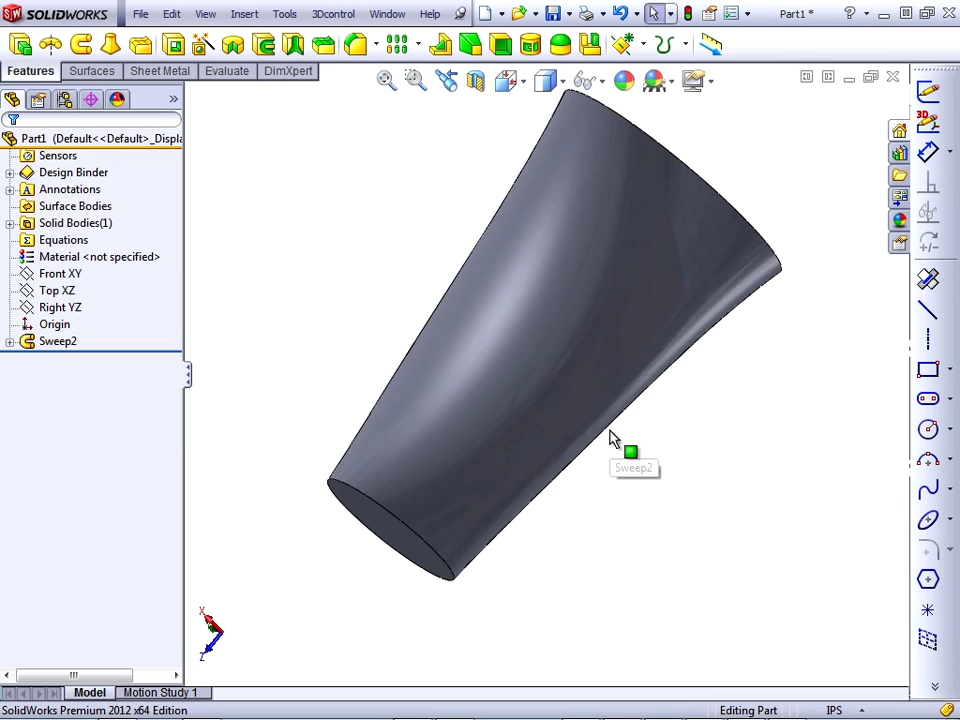 SW SOLIDWORKS File Edit View Insert Tools 3Dcontrol Window Help Part1 * ?
Features Surfaces Sheet Metal Evaluate DimXpert
»
Part1 (Default<<Default>_Displa
Sensors
Design Binder
A Annotations
Surface Bodies
Solid Bodies(1)
Σ Equations
Material <not specified>
Front XY
Top XZ
Right YZ
Origin
Sweep2
3D
+/-
Sweep2
X
Z
Model Motion Study 1
SolidWorks Premium 2012 x64 Edition Editing Part IPS